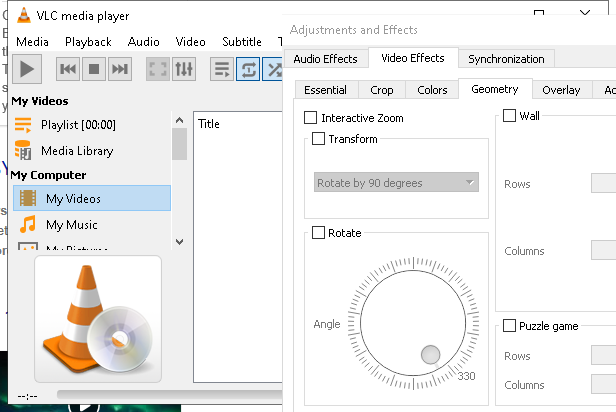 VLC media player
Media Playback Audio Video Subtitle
My Videos
Playlist [00:00]
Media Library
My Computer
My Videos
My Music
My Pictures
Title
--:--
Adjustments and Effects
Audio Effects Video Effects Synchronization
Essential Crop Colors Geometry Overlay
Interactive Zoom
Transform
Rotate by 90 degrees
Rotate
Angle
330
Wall
Rows
Columns
Puzzle game
Rows
Columns